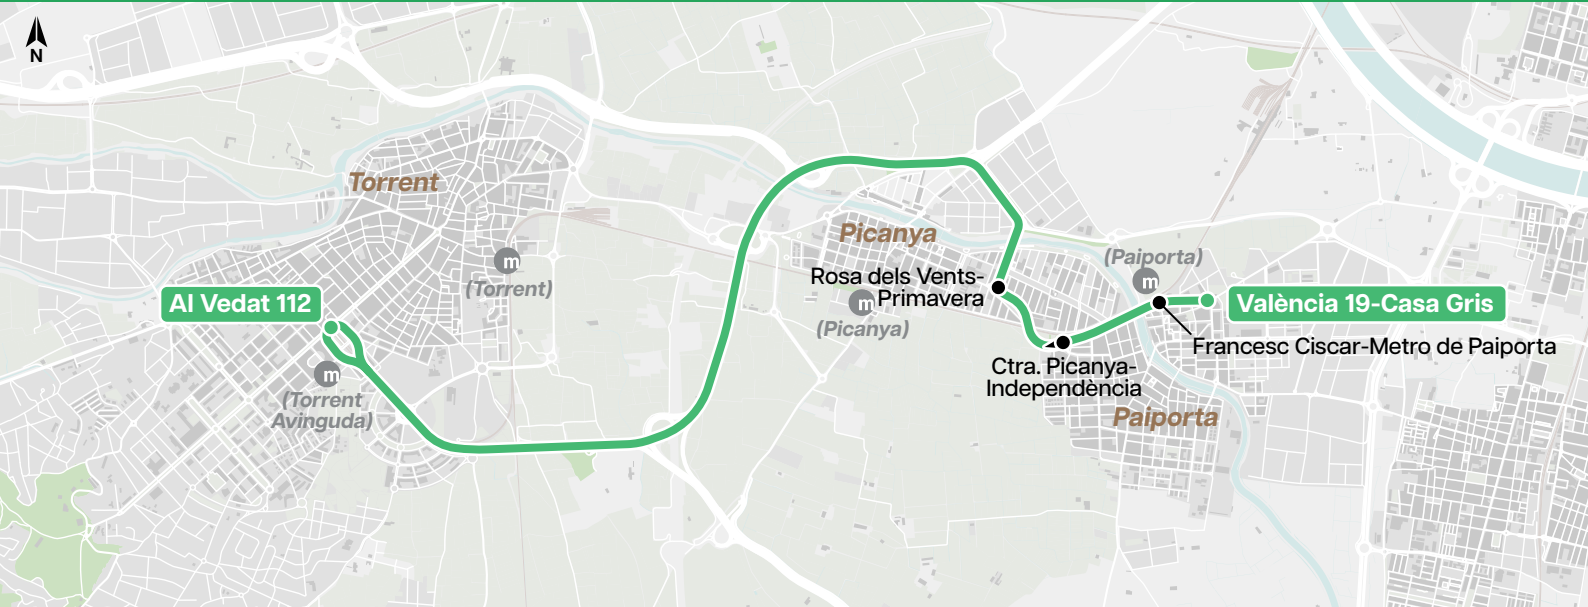 N
Torrent
m
(Torrent)
Al Vedat 112
m
(Torrent
Avinguda)
Picanya
Rosa dels Vents-
Primavera
m
(Picanya)
(Paiporta)
m
València 19-Casa Gris
Francesc Ciscar-Metro de Paiporta
Ctra. Picanya-
Independència
Paiporta